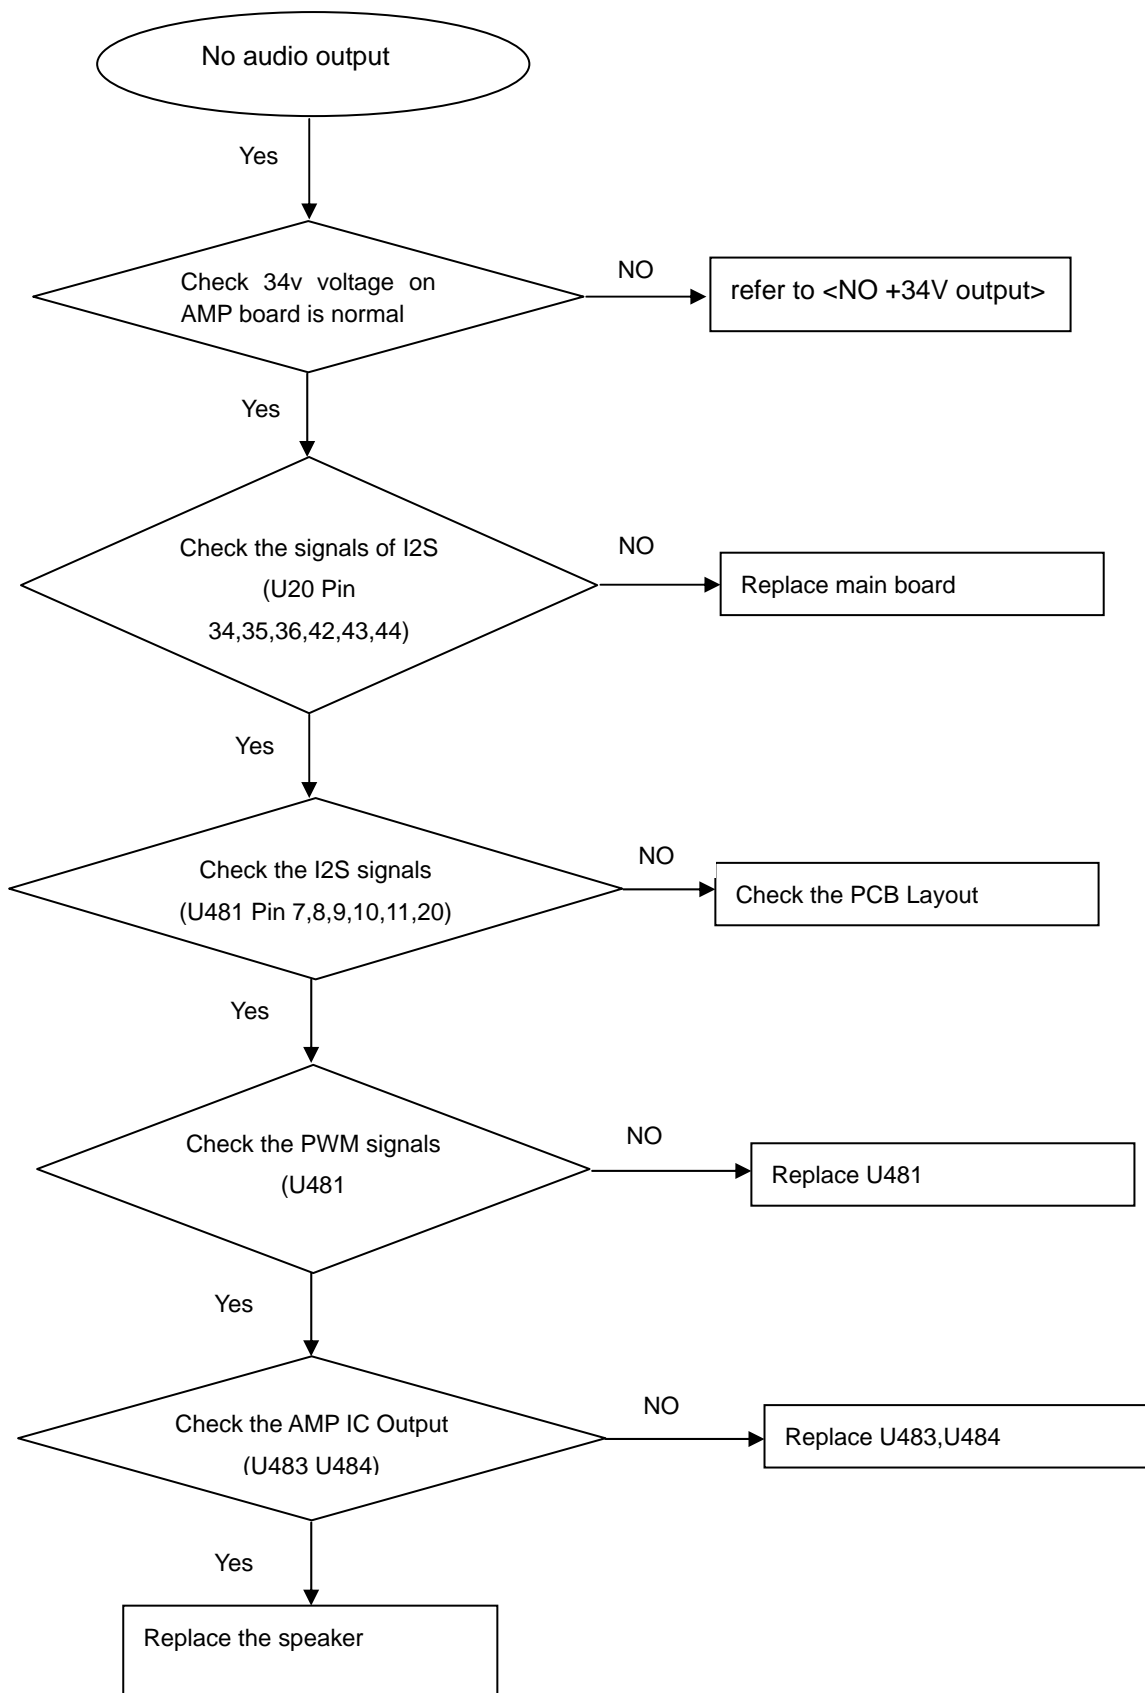 No audio output
Yes
Check 34v voltage on
AMP board is normal
NO
refer to <NO +34V output>
Yes
Check the signals of I2S
(U20 Pin
34,35,36,42,43,44)
NO
Replace main board
Yes
Check the I2S signals
(U481 Pin 7,8,9,10,11,20)
NO
Check the PCB Layout
Yes
Check the PWM signals
(U481
NO
Replace U481
Yes
Check the AMP IC Output
(U483 U484)
NO
Replace U483,U484
Yes
Replace the speaker